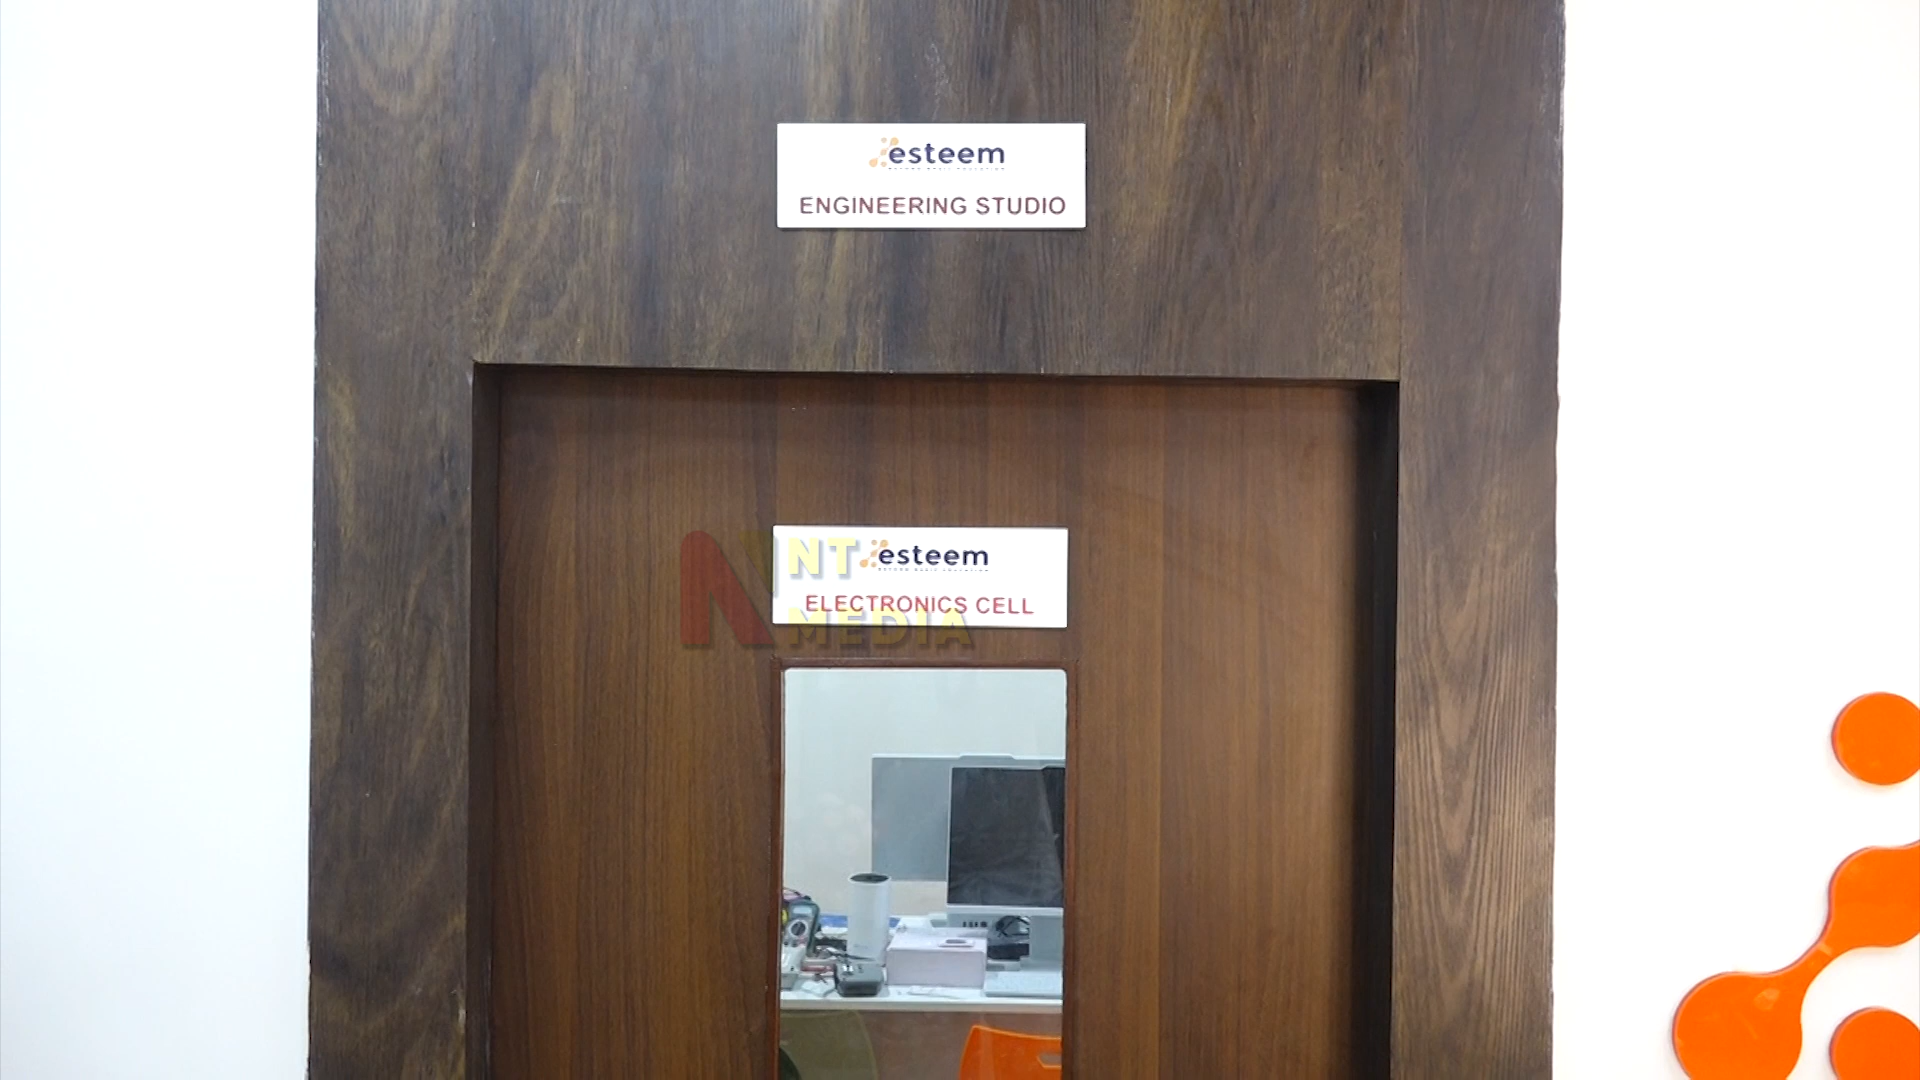 esteem
ENGINEERING STUDIO
NT esteem
ELECTRONICS CELL
MEDIA